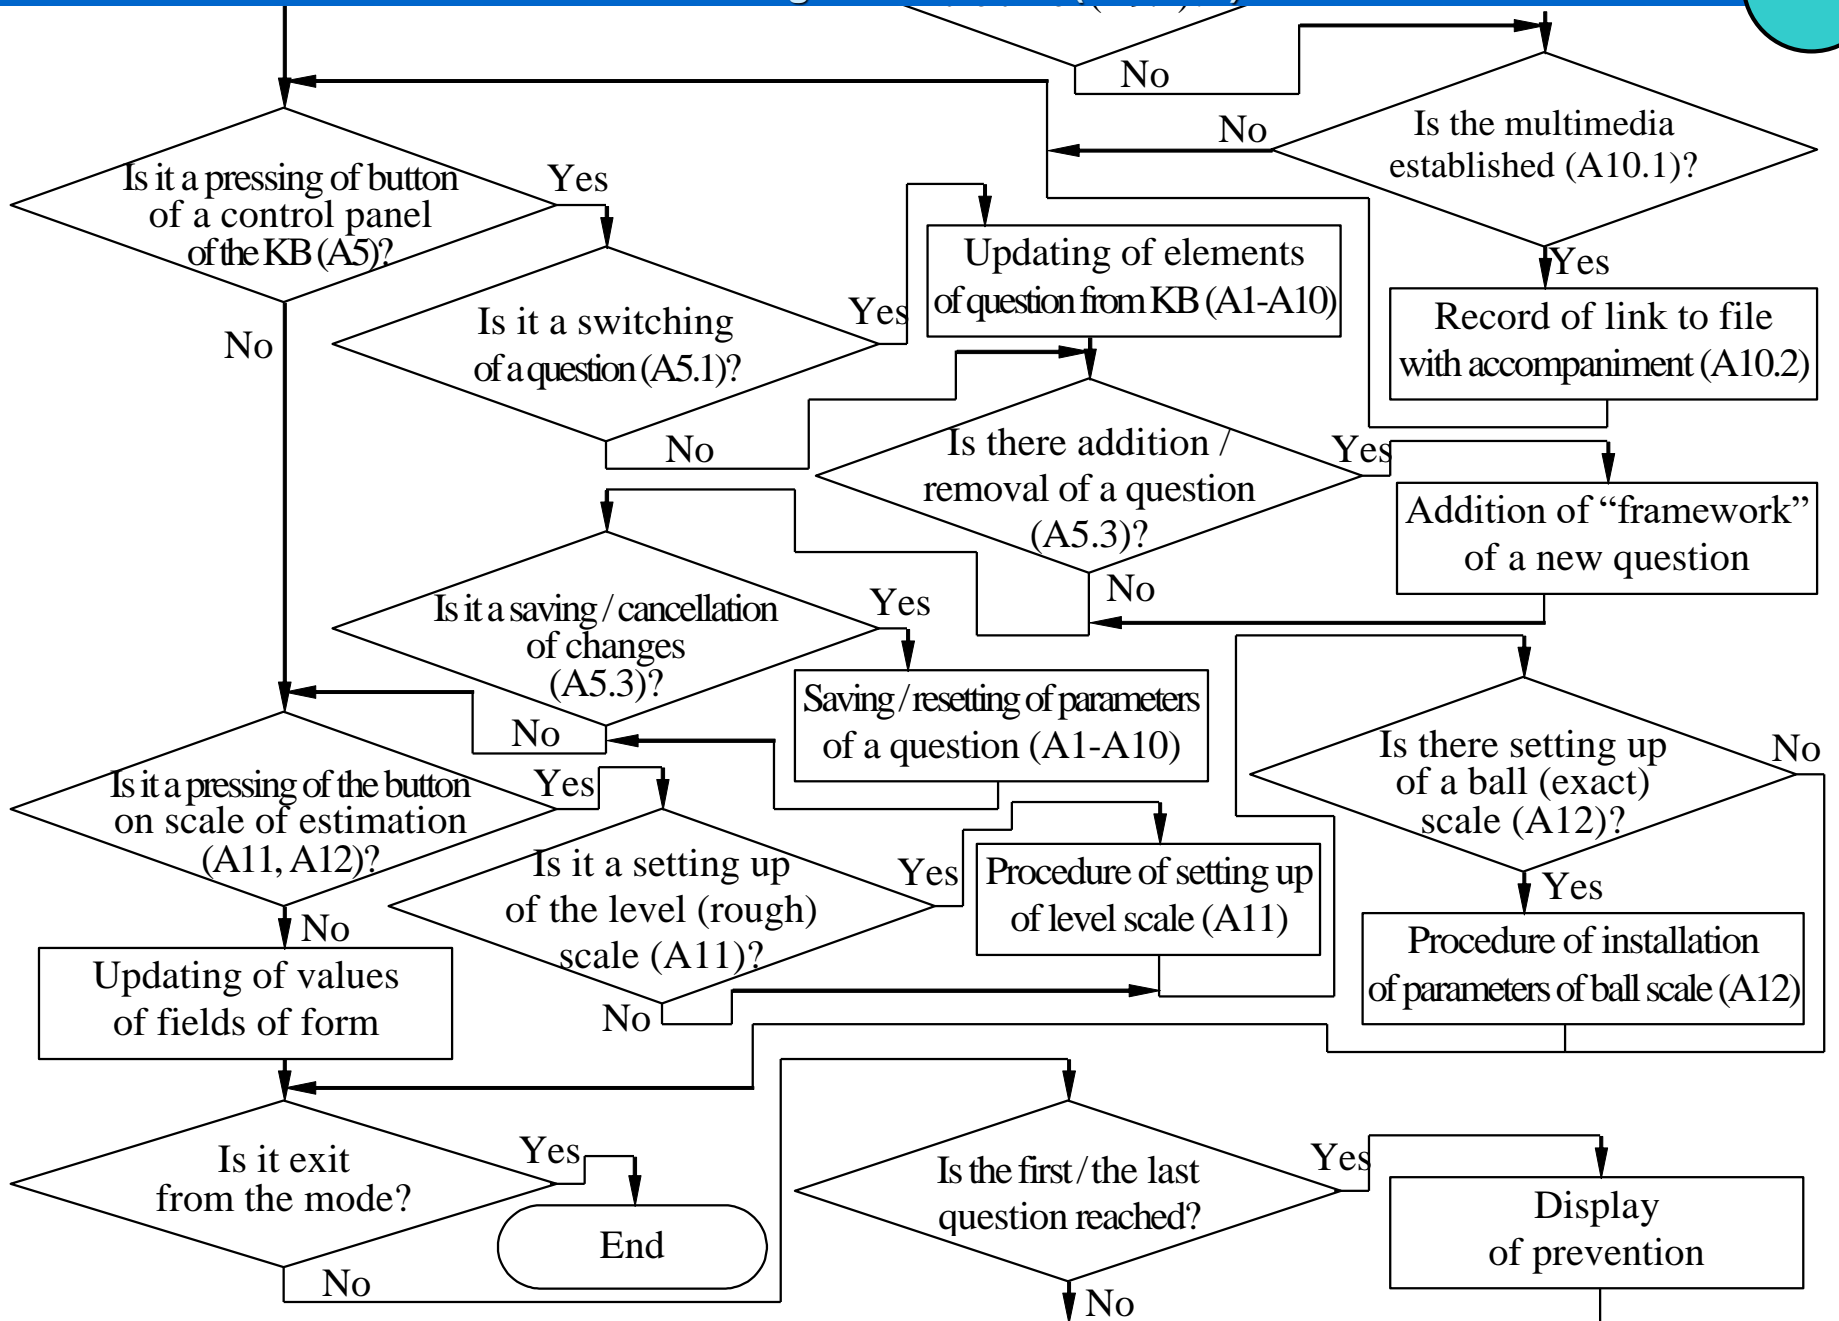 No
Is the multimedia
established (A10.1)?
No
Yes
Record of link to file
with accompaniment (A10.2)
Is it a pressing of button
of a control panel
of the KB (A5)?
Yes
No
Is it a switching
of a question (A5.1)?
Yes
No
Updating of elements
of question from KB (A1-A10)
Is there addition /
removal of a question
(A5.3)?
Yes
No
Addition of “framework”
of a new question
Is it a saving / cancellation
of changes
(A5.3)?
Yes
No
Saving / resetting of parameters
of a question (A1-A10)
Is it a pressing of the button
on scale of estimation
(A11, A12)?
Yes
No
Is it a setting up
of the level (rough)
scale (A11)?
Yes
No
Procedure of setting up
of level scale (A11)
Is there setting up
of a ball (exact)
scale (A12)?
No
Yes
Procedure of installation
of parameters of ball scale (A12)
Updating of values
of fields of form
Is it exit
from the mode?
Yes
No
End
Is the first / the last
question reached?
Yes
No
Display
of prevention